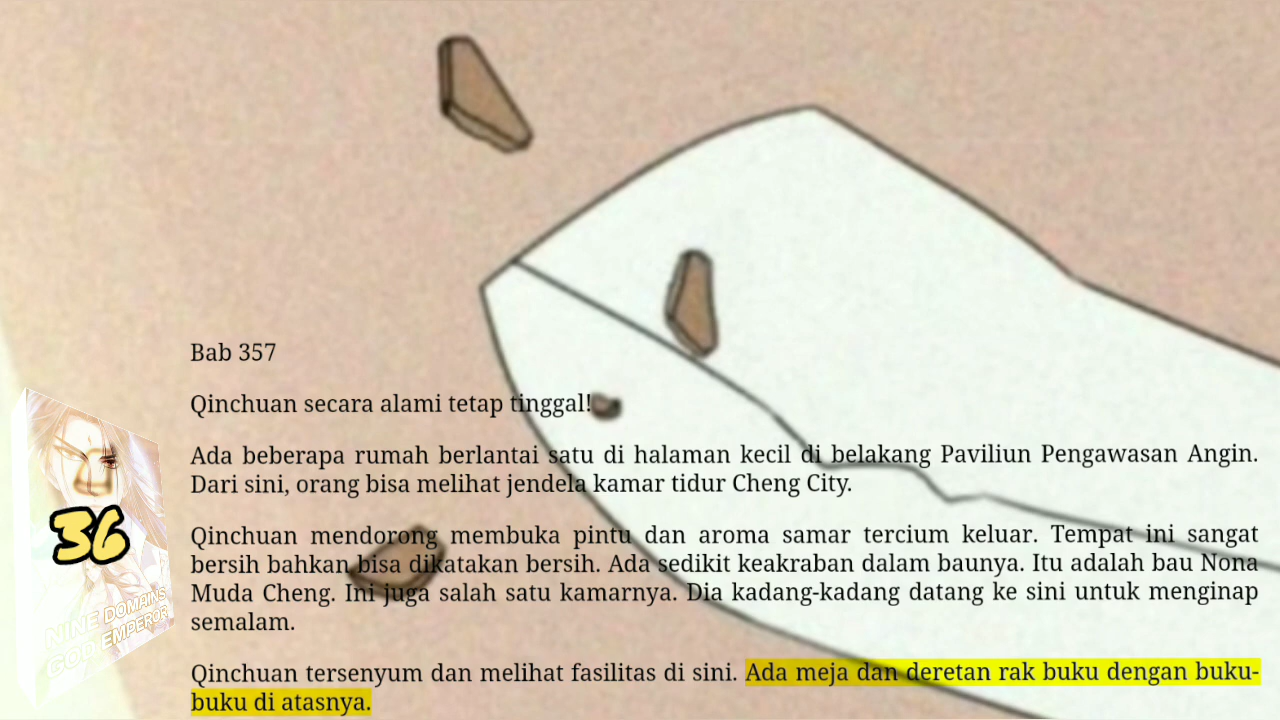 Bab 357
Qinchuan secara alami tetap tinggal!
Ada beberapa rumah berlantai satu di halaman kecil di belakang Paviliun Pengawasan Angin.
Dari sini, orang bisa melihat jendela kamar tidur Cheng City.
Qinchuan mendorong membuka pintu dan aroma samar tercium keluar. Tempat ini sangat
bersih bahkan bisa dikatakan bersih. Ada sedikit keakraban dalam baunya. Itu adalah bau Nona
Muda Cheng. Ini juga salah satu kamarnya. Dia kadang-kadang datang ke sini untuk menginap
semalam.
Qinchuan tersenyum dan melihat fasilitas di sini. Ada meja dan deretan rak buku dengan buku-
buku di atasnya.
36
NINE DOMAINS
GOD EMPEROR